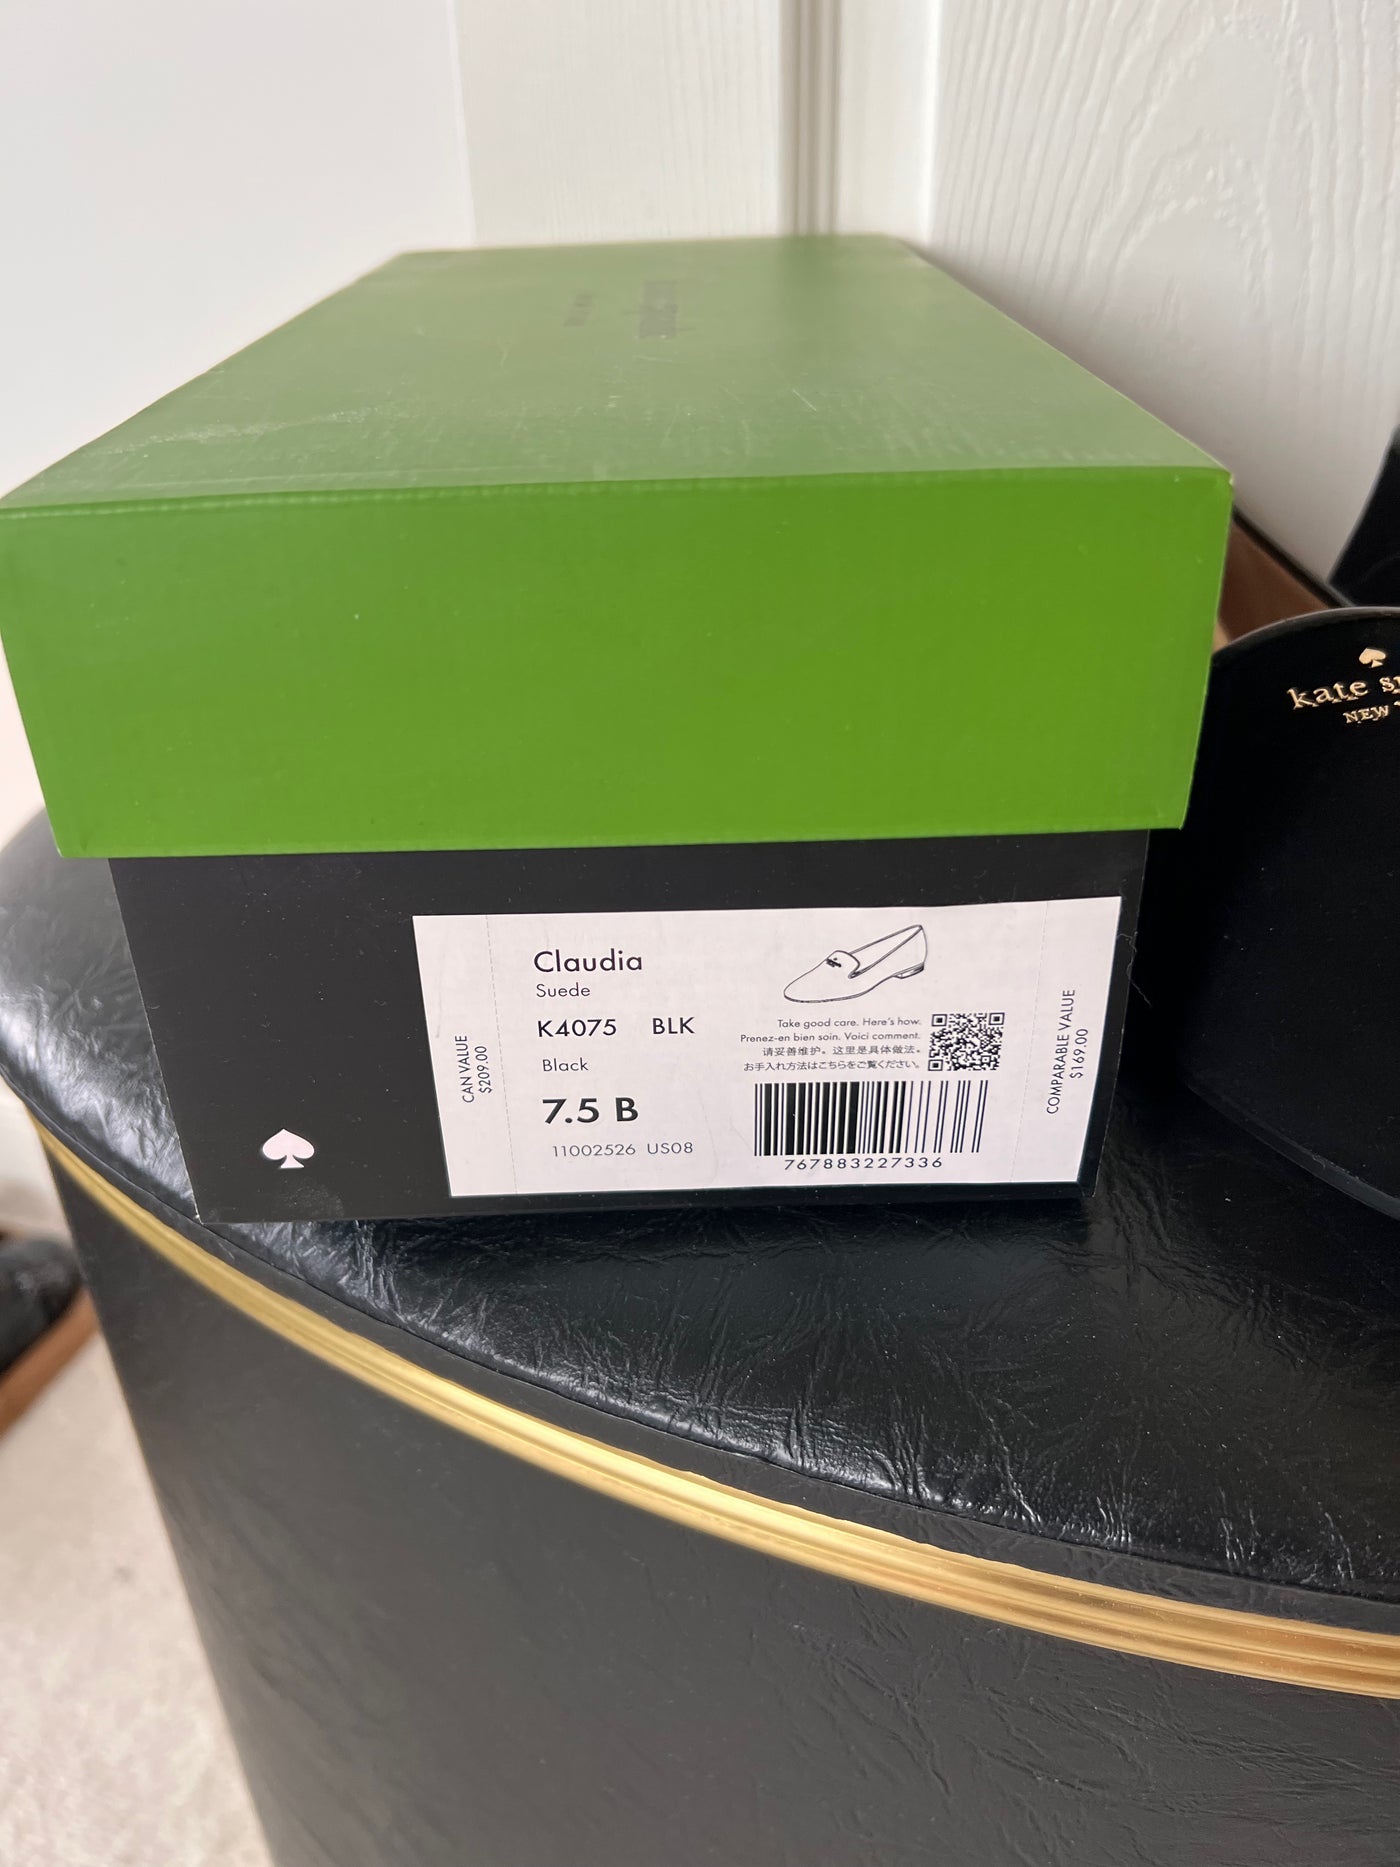 kate
NEW
CAN VALUE
$209.00
Claudia
Suede
K4075 BLK
Black
7.5 B
11002526 US08
Take good care. Here's how.
Prenez-en bien soin. Voici comment.
请妥善维护。这里是具体做法。
お手入れ方法はこちらをご覧ください。
767883227336
COMPARABLE VALUE
$169.00